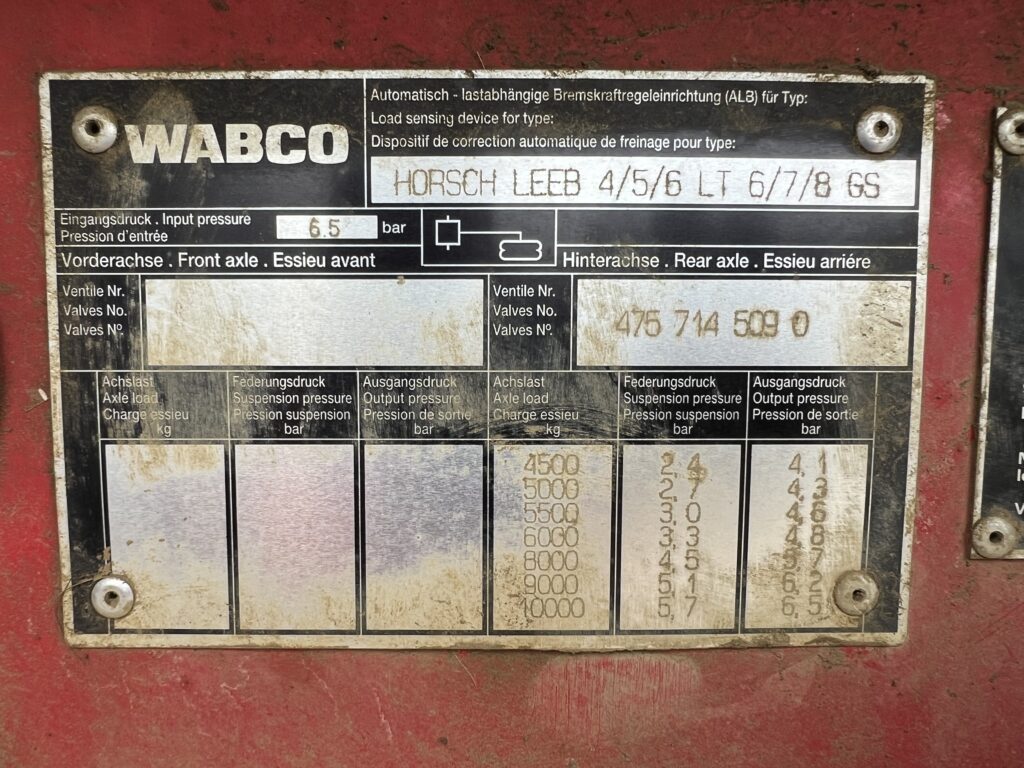 WABCO
Automatisch - lastabhängige Bremskraftregeleinrichtung (ALB) für Typ:
Load sensing device for type:
Dispositif de correction automatique de freinage pour type:
HORSCH LEEB 4/5/6 LT 6/7/8 GS
Eingangsdruck . Input pressure
Pression d'entrée
6.5 bar
Vorderachse . Front axle . Essieu avant
Hinterachse . Rear axle . Essieu arriére
Ventile Nr.
Valves No.
Valves Nº.
Ventile Nr.
Valves No.
Valves Nº.
475 714 509 0
Achslast
Axle load
Charge essieu
kg
Federungsdruck
Suspension pressure
Pression suspension
bar
Ausgangsdruck
Output pressure
Pression de sortie
bar
Achslast
Axle load
Charge essieu
kg
Federungsdruck
Suspension pressure
Pression suspension
bar
Ausgangsdruck
Output pressure
Pression de sortie
bar
4500 2,4 4,1
5000 2,7 4,3
5500 3,0 4,6
6000 3,3 4,8
8000 4,5 5,7
9000 5,1 6,2
10000 5,7 6,5